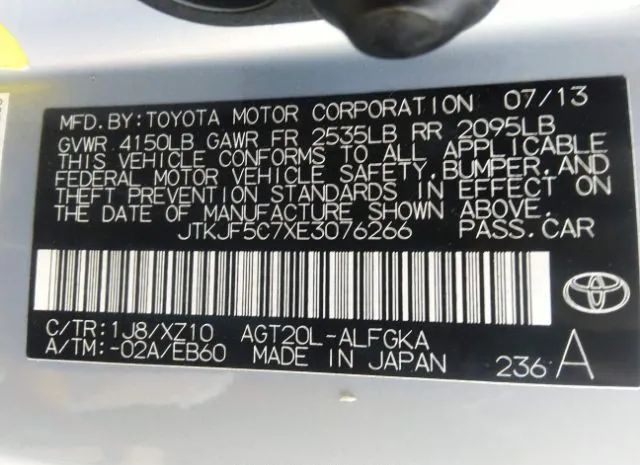 MFD.BY:TOYOTA MOTOR CORPORATION 07/13
GVWR 4150LB GAWR FR 2535LB RR 2095LB
THIS VEHICLE CONFORMS TO ALL APPLICABLE
FEDERAL MOTOR VEHICLE SAFETY,BUMPER,AND
THEFT PREVENTION STANDARDS IN EFFECT ON
THE DATE OF MANUFACTURE SHOWN ABOVE.
JTKJF5C7XE3076266 PASS.CAR
C/TR:1J8/XZ10 AGT20L-ALFGKA
A/TM:-02A/EB60 MADE IN JAPAN 236 A